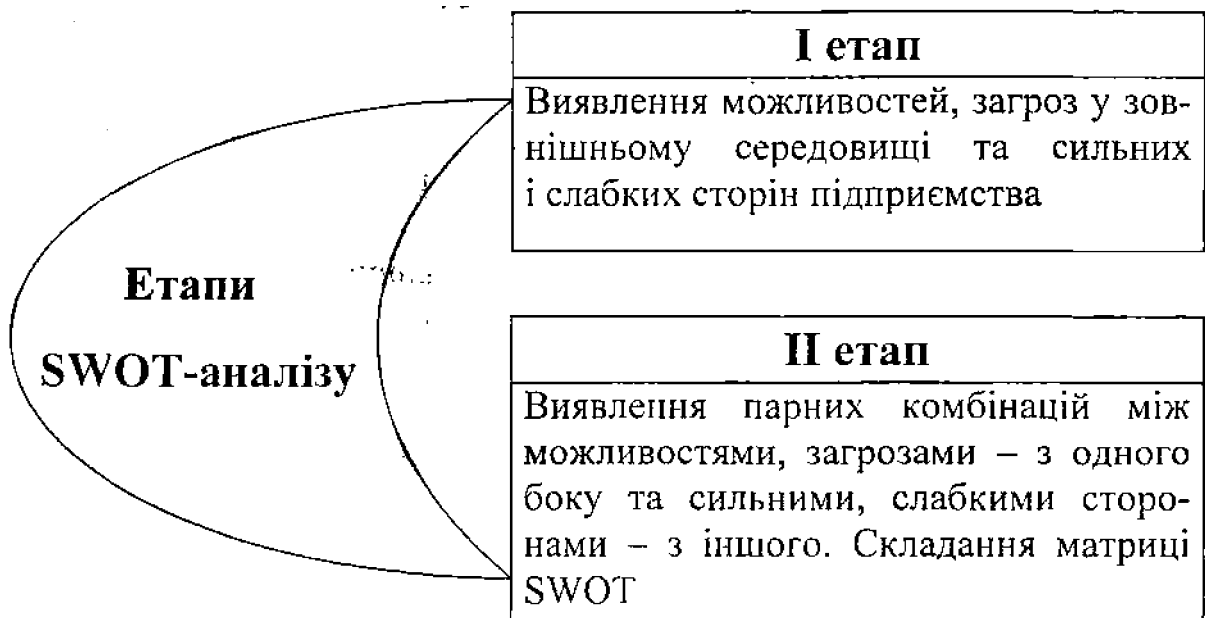 І етап
Виявлення можливостей, загроз у зов-
нішньому середовищі та сильних
і слабких сторін підприємства
Етапи
SWOT-аналізу
ІІ етап
Виявлення парних комбінацій між
можливостями, загрозами – з одного
боку та сильними, слабкими сторо-
нами – з іншого. Складання матриці
SWOT